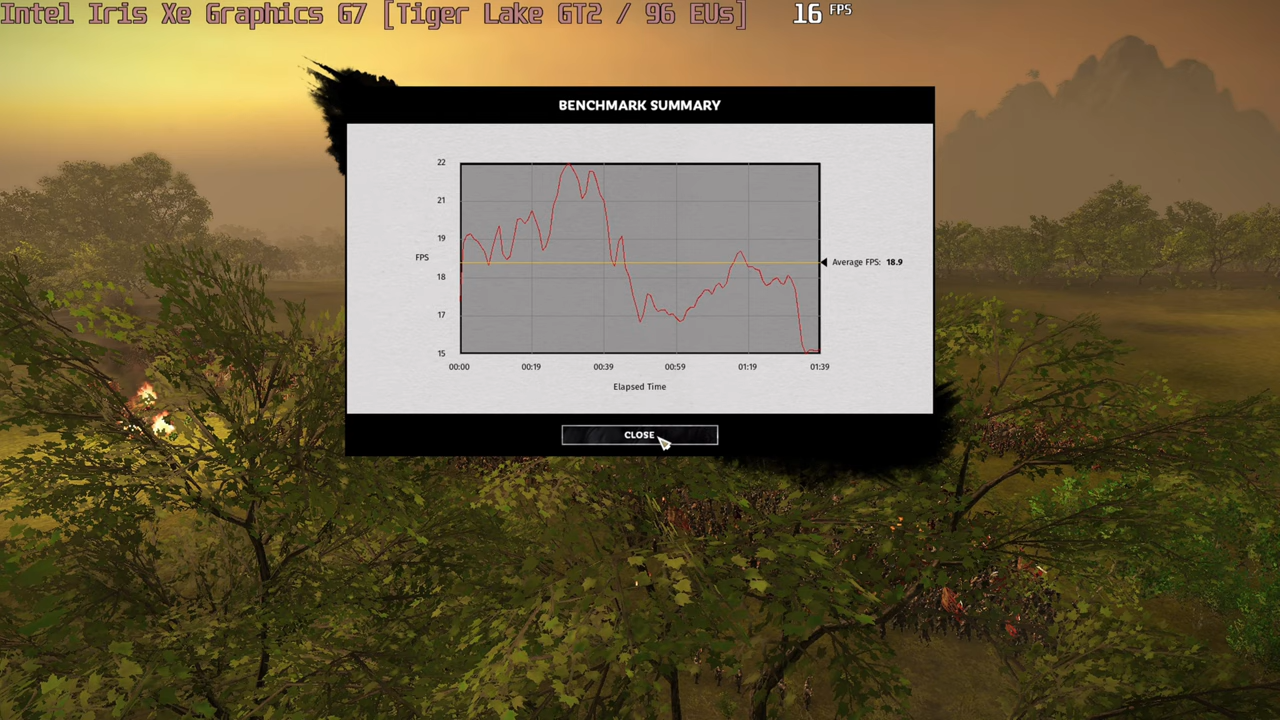 Intel Iris Xe Graphics G7 [Tiger Lake GT2 / 96 EUs] 16 FPS
BENCHMARK SUMMARY
22
21
19
FPS
Average FPS: 18.9
18
17
15
00:00 00:19 00:39 00:59 01:19 01:39
Elapsed Time
CLOSE